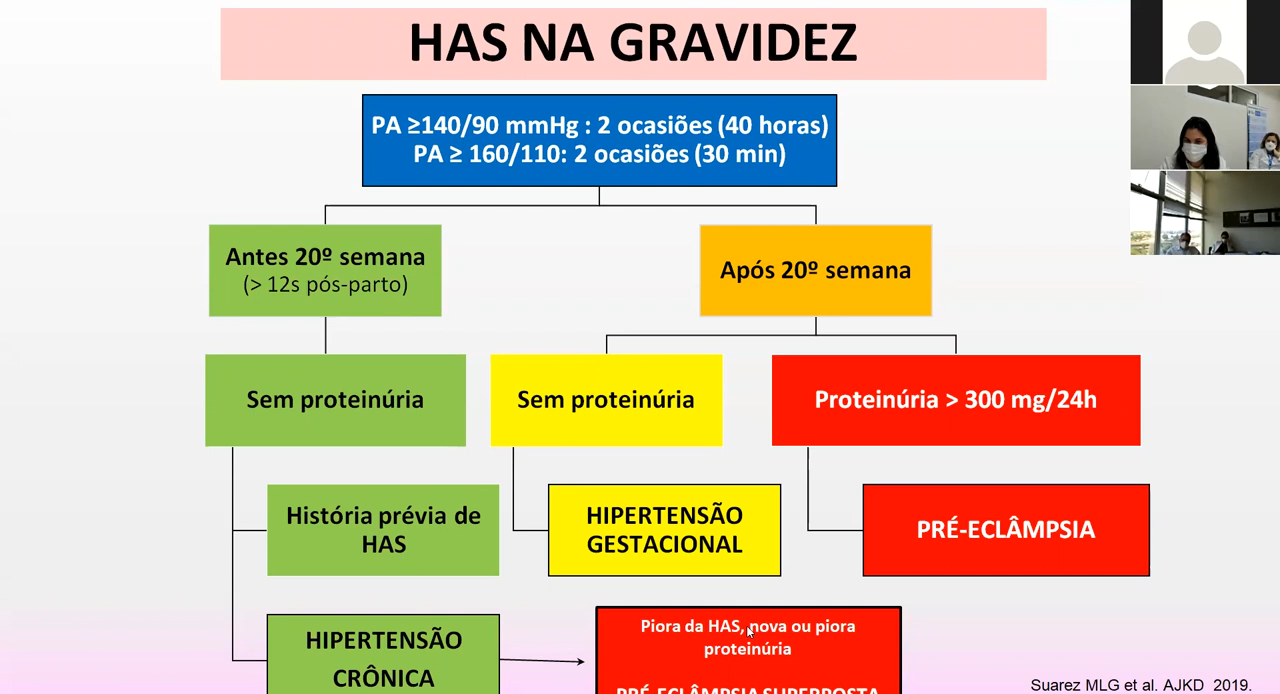 HAS NA GRAVIDEZ
PA ≥140/90 mmHg : 2 ocasiões (40 horas)
PA ≥ 160/110: 2 ocasiões (30 min)
Antes 20º semana
(> 12s pós-parto)
Após 20º semana
Sem proteinúria
Sem proteinúria
Proteinúria > 300 mg/24h
História prévia de
HAS
HIPERTENSÃO
GESTACIONAL
PRÉ-ECLÂMPSIA
HIPERTENSÃO
CRÔNICA
Piora da HAS, nova ou piora
proteinúria
PRÉ-ECLÂMPSIA SUPERPOSTA
Suarez MLG et al. AJKD 2019.